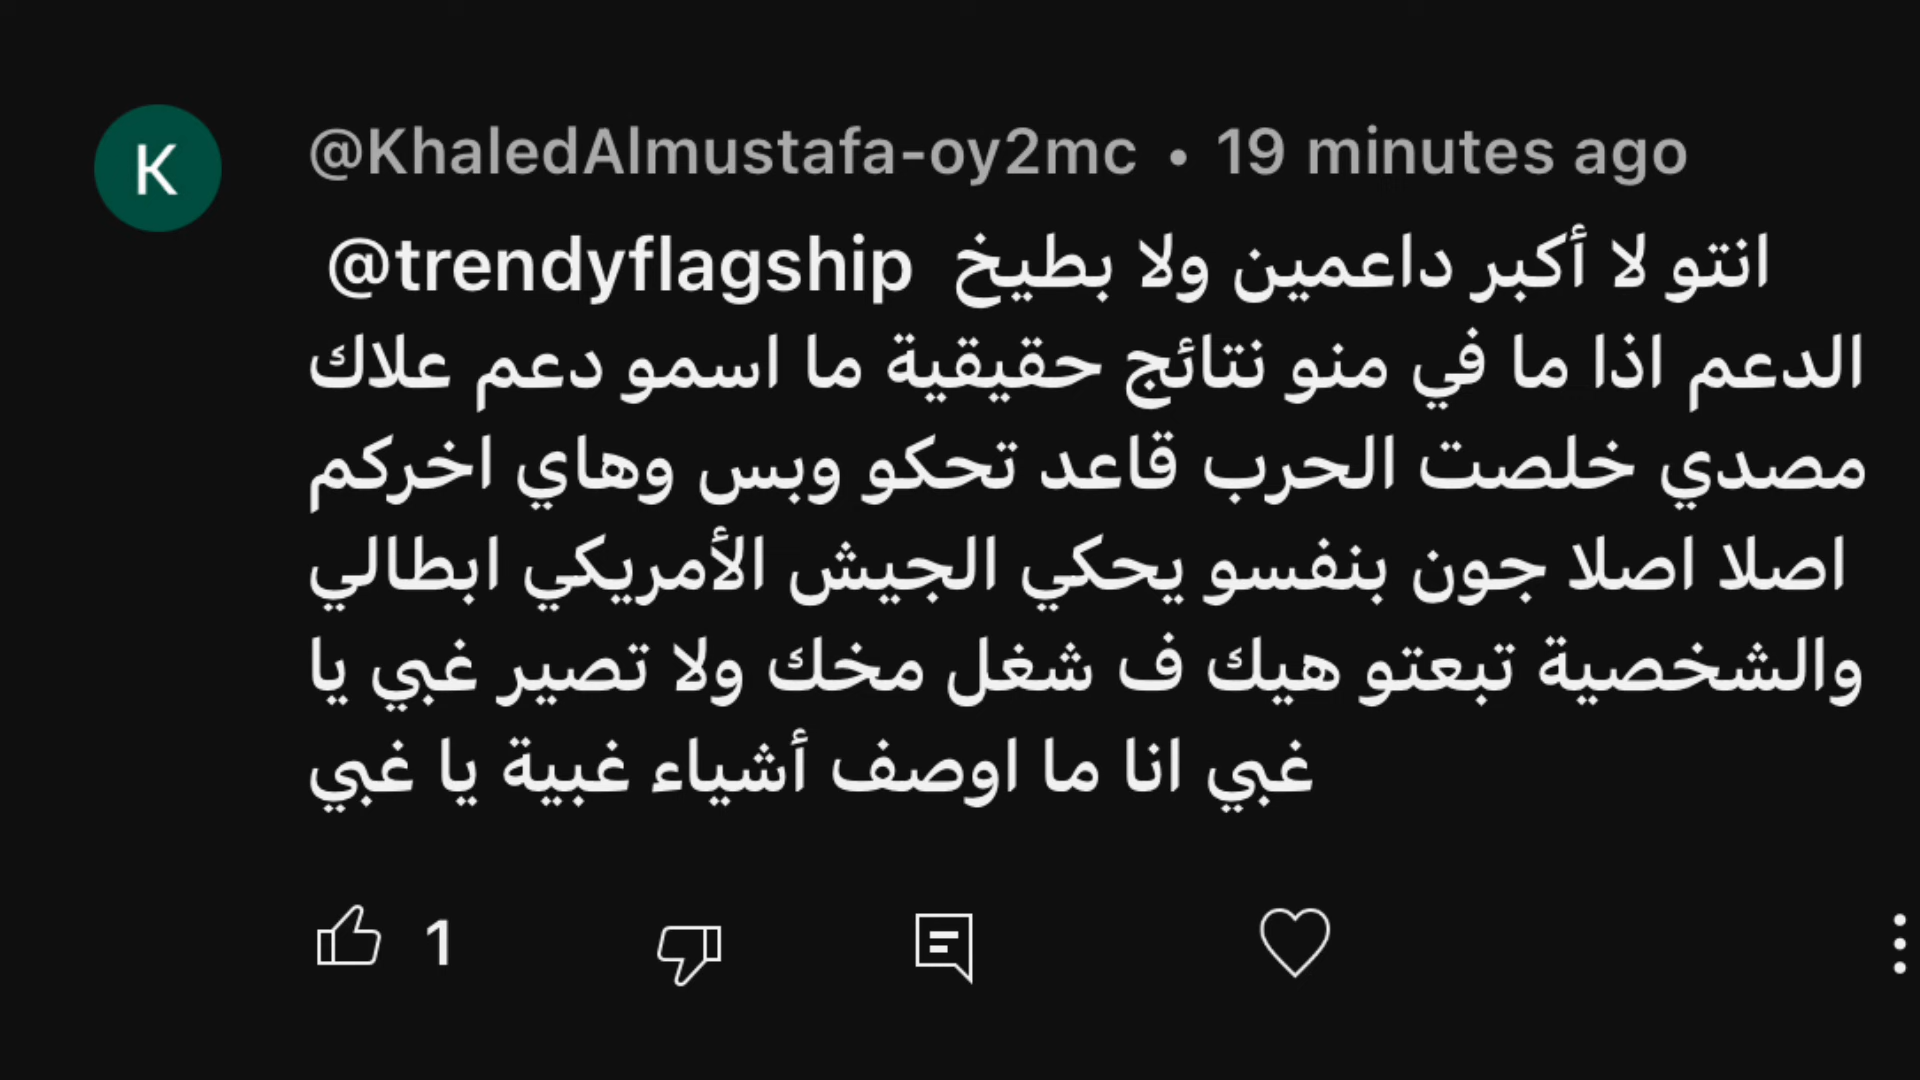 K
@KhaledAlmustafa-oy2mc • 19 minutes ago
@trendyflagship انتو لا أكبر داعمين ولا بطيخ
الدعم اذا ما في منو نتائج حقيقية ما اسمو دعم علاك
مصدي خلصت الحرب قاعد تحكو وبس وهاي اخركم
اصلا اصلا جون بنفسو يحكي الجيش الأمريكي ابطالي
والشخصية تبعتو هيك ف شغل مخك ولا تصير غبي يا
غبي انا ما اوصف أشياء غبية يا غبي
1